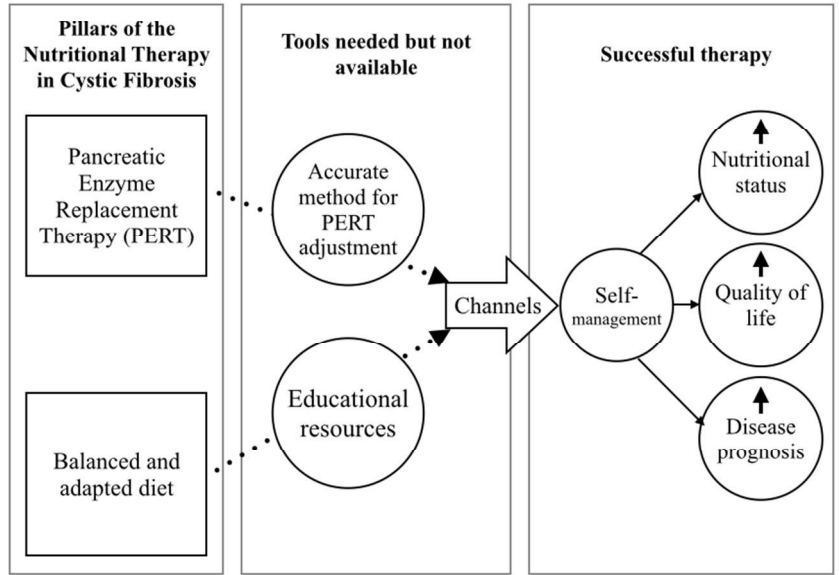 Pillars of the
Nutritional Therapy
in Cystic Fibrosis
Pancreatic
Enzyme
Replacement
Therapy (PERT)
Balanced and
adapted diet
Tools needed but not
available
Accurate
method for
PERT
adjustment
Educational
resources
Channels
Successful therapy
Self-
management
Nutritional
status
Quality of
life
Disease
prognosis